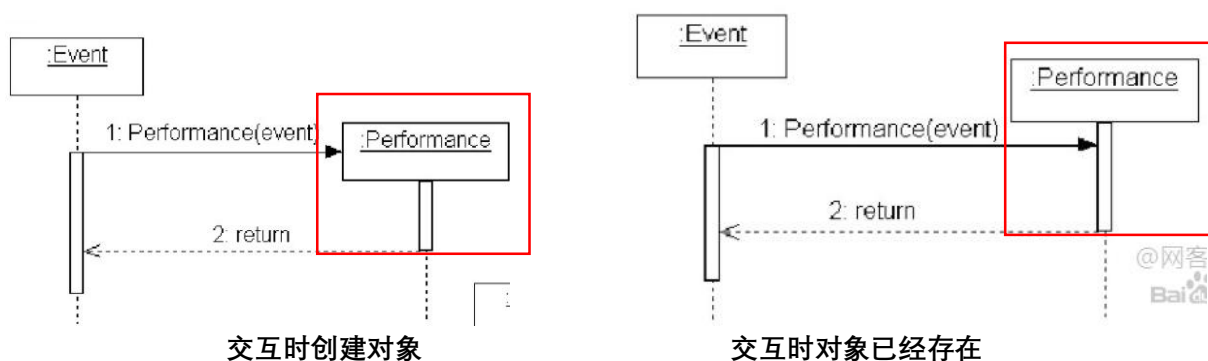 :Event
1: Performance(event)
:Performance
2: return
交互时创建对象
:Event
:Performance
1: Performance(event)
2: return
@网客
Bai
交互时对象已经存在